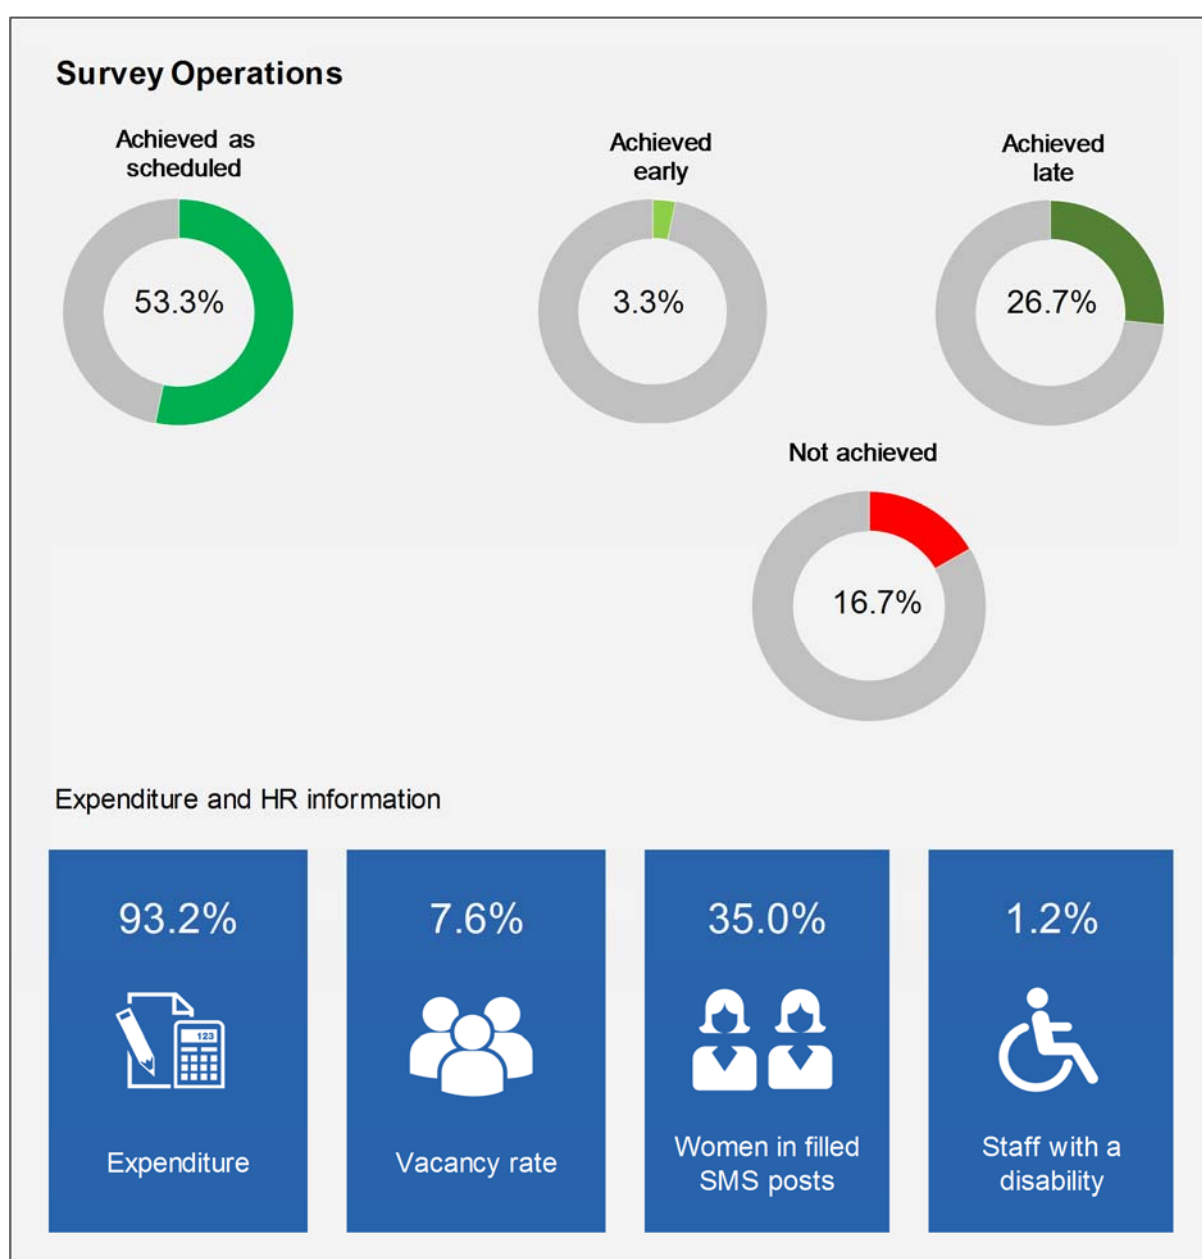 Survey Operations
Achieved as
scheduled
53.3%
Achieved
early
3.3%
Achieved
late
26.7%
Not achieved
16.7%
Expenditure and HR information
93.2%
123
Expenditure
7.6%
Vacancy rate
35.0%
Women in filled
SMS posts
1.2%
Staff with a
disability